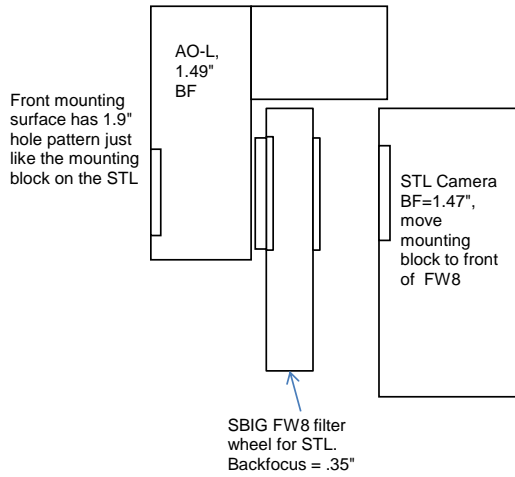 AO-L,
1.49"
BF
Front mounting
surface has 1.9"
hole pattern just
like the mounting
block on the STL
STL Camera
BF=1.47",
move
mounting
block to front
of FW8
SBIG FW8 filter
wheel for STL.
Backfocus = .35"